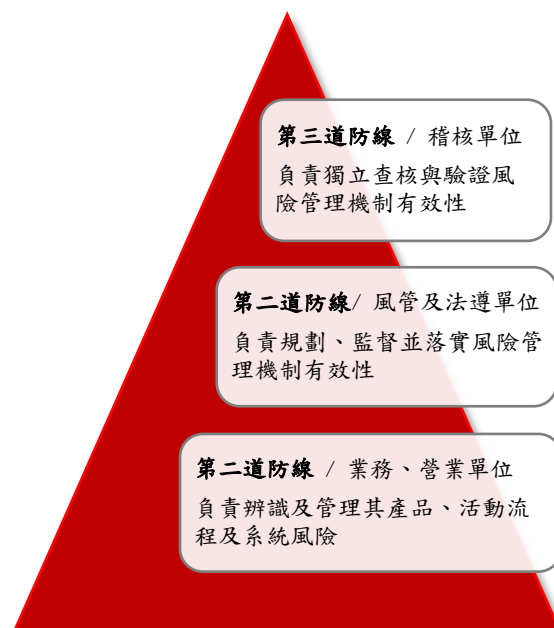 第三道防線 / 稽核單位
負責獨立查核與驗證風
險管理機制有效性
第二道防線/ 風管及法遵單位
負責規劃、監督並落實風險管
理機制有效性
第二道防線 / 業務、營業單位
負責辨識及管理其產品、活動流
程及系統風險